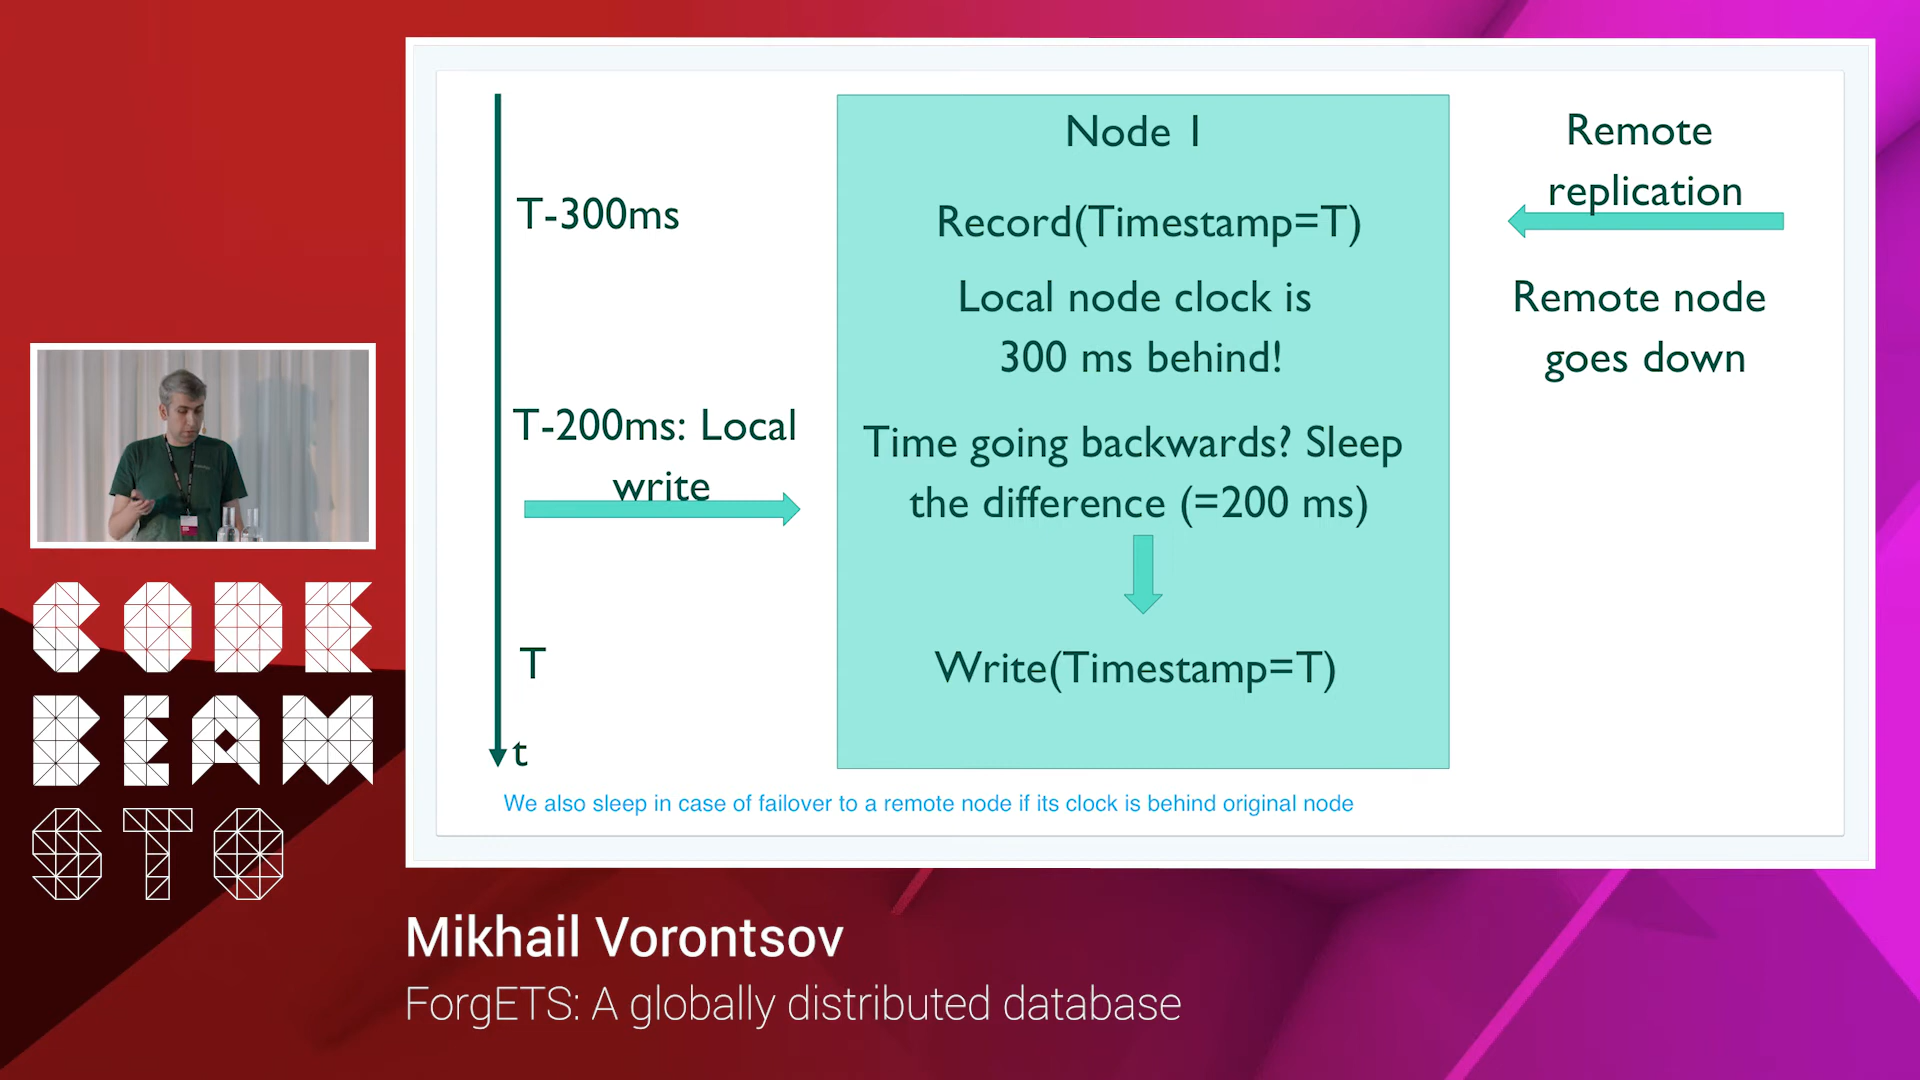 Node 1
Remote
replication
T-300ms
Record(Timestamp=T)
Local node clock is
300 ms behind!
Remote node
goes down
T-200ms: Local
write
Time going backwards? Sleep
the difference (=200 ms)
T
Write(Timestamp=T)
t
We also sleep in case of failover to a remote node if its clock is behind original node
CODE
BEAM
STO
Mikhail Vorontsov
ForgETS: A globally distributed database